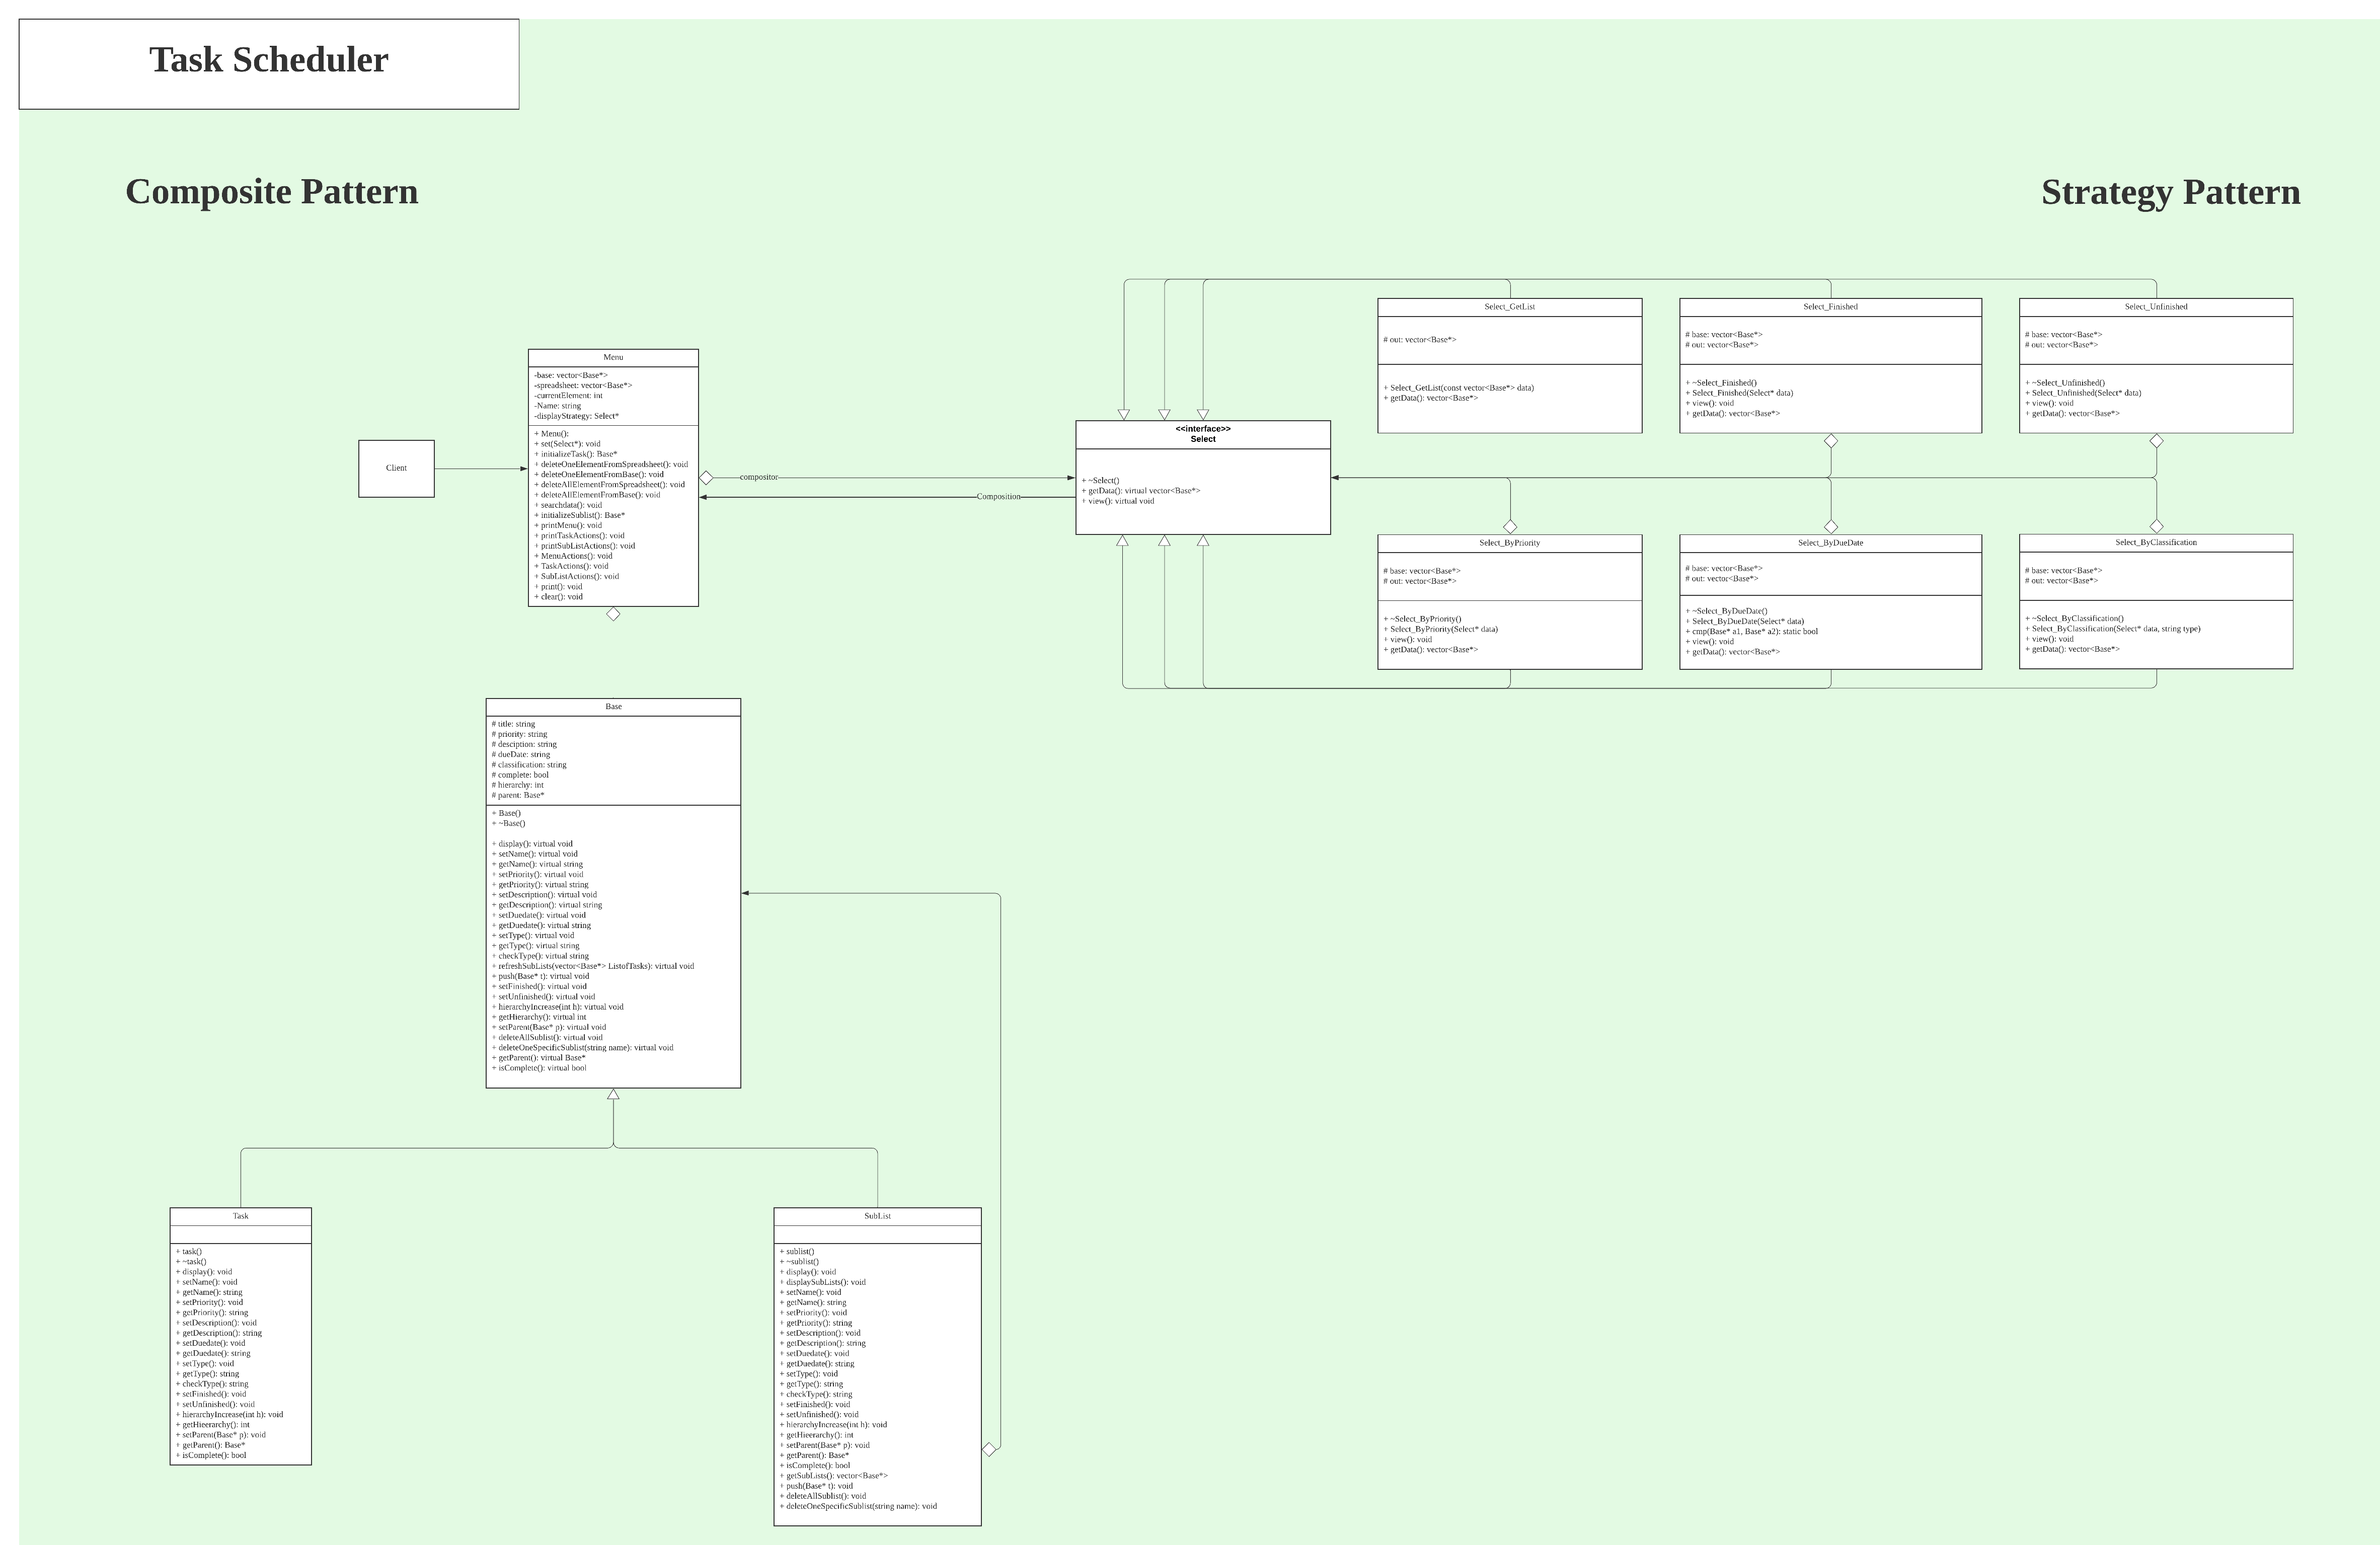 Task Scheduler
Composite Pattern
Strategy Pattern
Client
Menu
-base: vector<Base*>
-spreadsheet: vector<Base*>
-currentElement: int
-Name: string
-displayStrategy: Select*
+ Menu():
+ set(Select*): void
+ initializeTask(): Base*
+ deleteOneElementFromSpreadsheet(): void
+ deleteOneElementFromBase(): void
+ deleteAllElementFromSpreadsheet(): void
+ deleteAllElementFromBase(): void
+ searchdata(): void
+ initializeSublist(): Base*
+ printMenu(): void
+ printTaskActions(): void
+ printSubListActions(): void
+ MenuActions(): void
+ TaskActions(): void
+ SubListActions(): void
+ print(): void
+ clear(): void
compositor
Composition
<<interface>>
Select
+ ~Select()
+ getData(): virtual vector<Base*>
+ view(): virtual void
Select_GetList
# out: vector<Base*>
+ Select_GetList(const vector<Base*> data)
+ getData(): vector<Base*>
Select_Finished
# base: vector<Base*>
# out: vector<Base*>
+ ~Select_Finished()
+ Select_Finished(Select* data)
+ view(): void
+ getData(): vector<Base*>
Select_Unfinished
# base: vector<Base*>
# out: vector<Base*>
+ ~Select_Unfinished()
+ Select_Unfinished(Select* data)
+ view(): void
+ getData(): vector<Base*>
Select_ByPriority
# base: vector<Base*>
# out: vector<Base*>
+ ~Select_ByPriority()
+ Select_ByPriority(Select* data)
+ view(): void
+ getData(): vector<Base*>
Select_ByDueDate
# base: vector<Base*>
# out: vector<Base*>
+ ~Select_ByDueDate()
+ Select_ByDueDate(Select* data)
+ cmp(Base* a1, Base* a2): static bool
+ view(): void
+ getData(): vector<Base*>
Select_ByClassification
# base: vector<Base*>
# out: vector<Base*>
+ ~Select_ByClassification()
+ Select_ByClassification(Select* data, string type)
+ view(): void
+ getData(): vector<Base*>
Base
# title: string
# priority: string
# desciption: string
# dueDate: string
# classification: string
# complete: bool
# hierarchy: int
# parent: Base*
+ Base()
+ ~Base()
+ display(): virtual void
+ setName(): virtual void
+ getName(): virtual string
+ setPriority(): virtual void
+ getPriority(): virtual string
+ setDescription(): virtual void
+ getDescription(): virtual string
+ setDuedate(): virtual void
+ getDuedate(): virtual string
+ setType(): virtual void
+ getType(): virtual string
+ checkType(): virtual string
+ refreshSubLists(vector<Base*> ListofTasks): virtual void
+ push(Base* t): virtual void
+ setFinished(): virtual void
+ setUnfinished(): virtual void
+ hierarchyIncrease(int h): virtual void
+ getHierarchy(): virtual int
+ setParent(Base* p): virtual void
+ deleteAllSublist(): virtual void
+ deleteOneSpecificSublist(string name): virtual void
+ getParent(): virtual Base*
+ isComplete(): virtual bool
Task
+ task()
+ ~task()
+ display(): void
+ setName(): void
+ getName(): string
+ setPriority(): void
+ getPriority(): string
+ setDescription(): void
+ getDescription(): string
+ setDuedate(): void
+ getDuedate(): string
+ setType(): void
+ getType(): string
+ checkType(): string
+ setFinished(): void
+ setUnfinished(): void
+ hierarchyIncrease(int h): void
+ getHieerarchy(): int
+ setParent(Base* p): void
+ getParent(): Base*
+ isComplete(): bool
SubList
+ sublist()
+ ~sublist()
+ display(): void
+ displaySubLists(): void
+ setName(): void
+ getName(): string
+ setPriority(): void
+ getPriority(): string
+ setDescription(): void
+ getDescription(): string
+ setDuedate(): void
+ getDuedate(): string
+ setType(): void
+ getType(): string
+ checkType(): string
+ setFinished(): void
+ setUnfinished(): void
+ hierarchyIncrease(int h): void
+ getHieerarchy(): int
+ setParent(Base* p): void
+ getParent(): Base*
+ isComplete(): bool
+ getSubLists(): vector<Base*>
+ push(Base* t): void
+ deleteAllSublist(): void
+ deleteOneSpecificSublist(string name): void